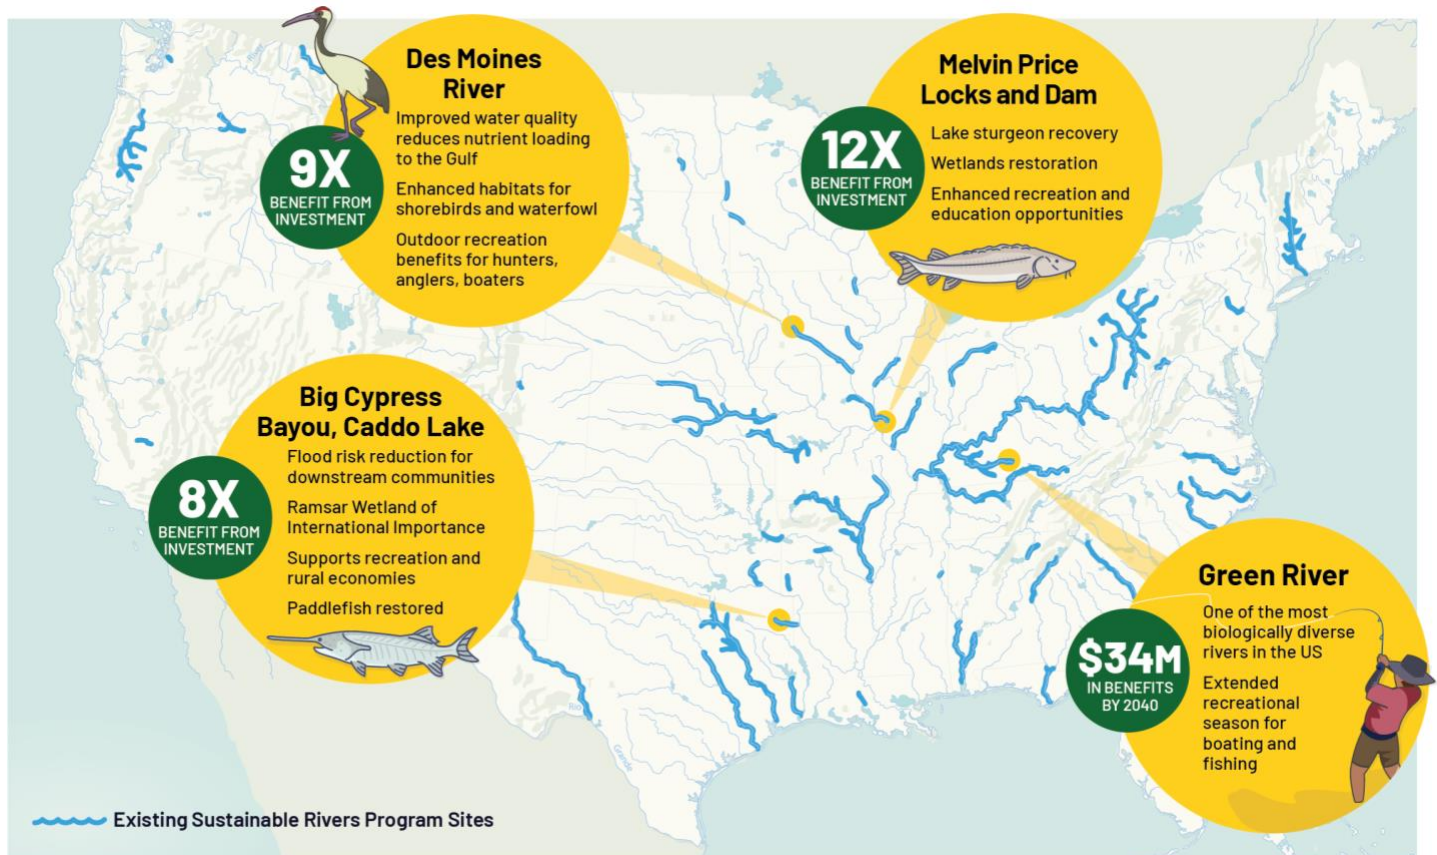 Des Moines
River
Improved water quality
reduces nutrient loading
to the Gulf
Enhanced habitats for
shorebirds and waterfowl
Outdoor recreation
benefits for hunters,
anglers, boaters
9X
BENEFIT FROM
INVESTMENT
Melvin Price
Locks and Dam
Lake sturgeon recovery
Wetlands restoration
Enhanced recreation and
education opportunities
12X
BENEFIT FROM
INVESTMENT
Big Cypress
Bayou, Caddo Lake
Flood risk reduction for
downstream communities
Ramsar Wetland of
International Importance
Supports recreation and
rural economies
Paddlefish restored
8X
BENEFIT FROM
INVESTMENT
Green River
One of the most
biologically diverse
rivers in the US
Extended
recreational
season for
boating and
fishing
$34M
IN BENEFITS
BY 2040
Rio
Grande
Existing Sustainable Rivers Program Sites